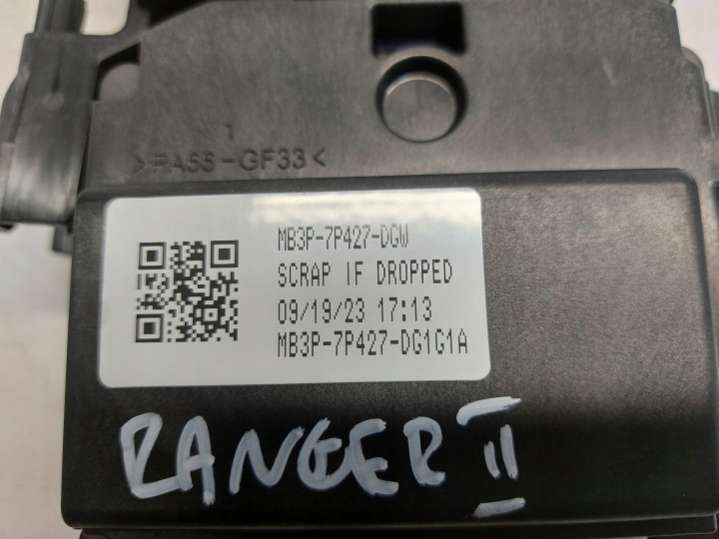 1
>PA66-GF33<
MB3P-7P427-DGW
SCRAP IF DROPPED
09/19/23 17:13
MB3P-7P427-DG1G1A
RANGER II